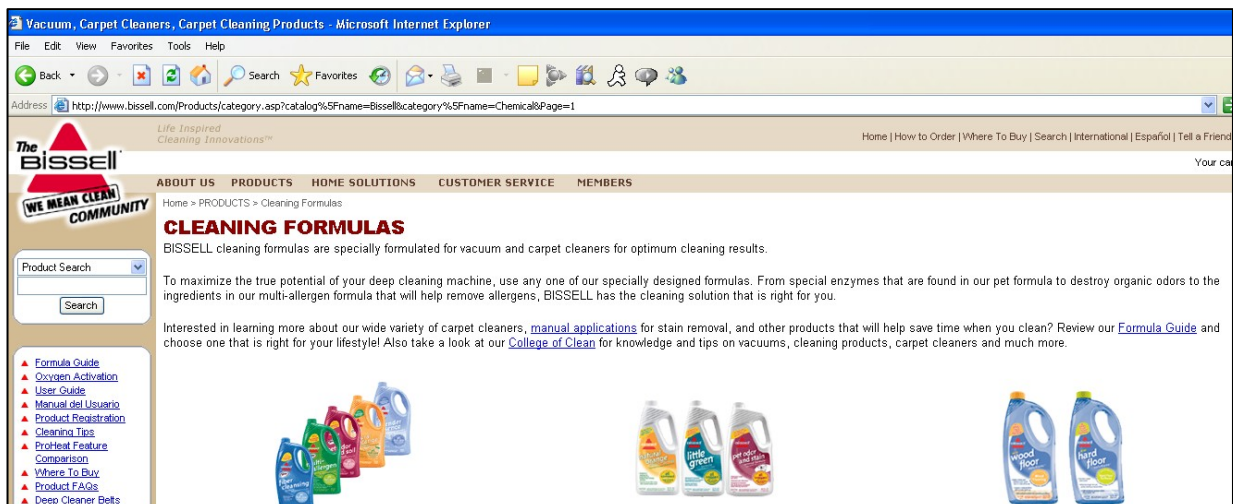 Vacuum, Carpet Cleaners, Carpet Cleaning Products - Microsoft Internet Explorer
File Edit View Favorites Tools Help
Back Search Favorites
Address http://www.bissell.com/Products/category.asp?catalog%5Fname=Bissell&category%5Fname=Chemical&Page=1
Life Inspired
Cleaning Innovations™
Home | How to Order | Where To Buy | Search | International | Español | Tell a Friend
The
BISSELL
Your car
ABOUT US PRODUCTS HOME SOLUTIONS CUSTOMER SERVICE MEMBERS
WE MEAN CLEAN
COMMUNITY
Home > PRODUCTS > Cleaning Formulas
CLEANING FORMULAS
BISSELL cleaning formulas are specially formulated for vacuum and carpet cleaners for optimum cleaning results.
To maximize the true potential of your deep cleaning machine, use any one of our specially designed formulas. From special enzymes that are found in our pet formula to destroy organic odors to the
ingredients in our multi-allergen formula that will help remove allergens, BISSELL has the cleaning solution that is right for you.
Interested in learning more about our wide variety of carpet cleaners, manual applications for stain removal, and other products that will help save time when you clean? Review our Formula Guide and
choose one that is right for your lifestyle! Also take a look at our College of Clean for knowledge and tips on vacuums, cleaning products, carpet cleaners and much more.
Product Search
Search
Formula Guide
Oxygen Activation
User Guide
Manual del Usuario
Product Registration
Cleaning Tips
ProHeat Feature
Comparison
Where To Buy
Product FAQs
Deep Cleaner Belts
fiber
cleansing
multi
allergen
little
green
pet odor
and stain
wood
floor
hard
floor